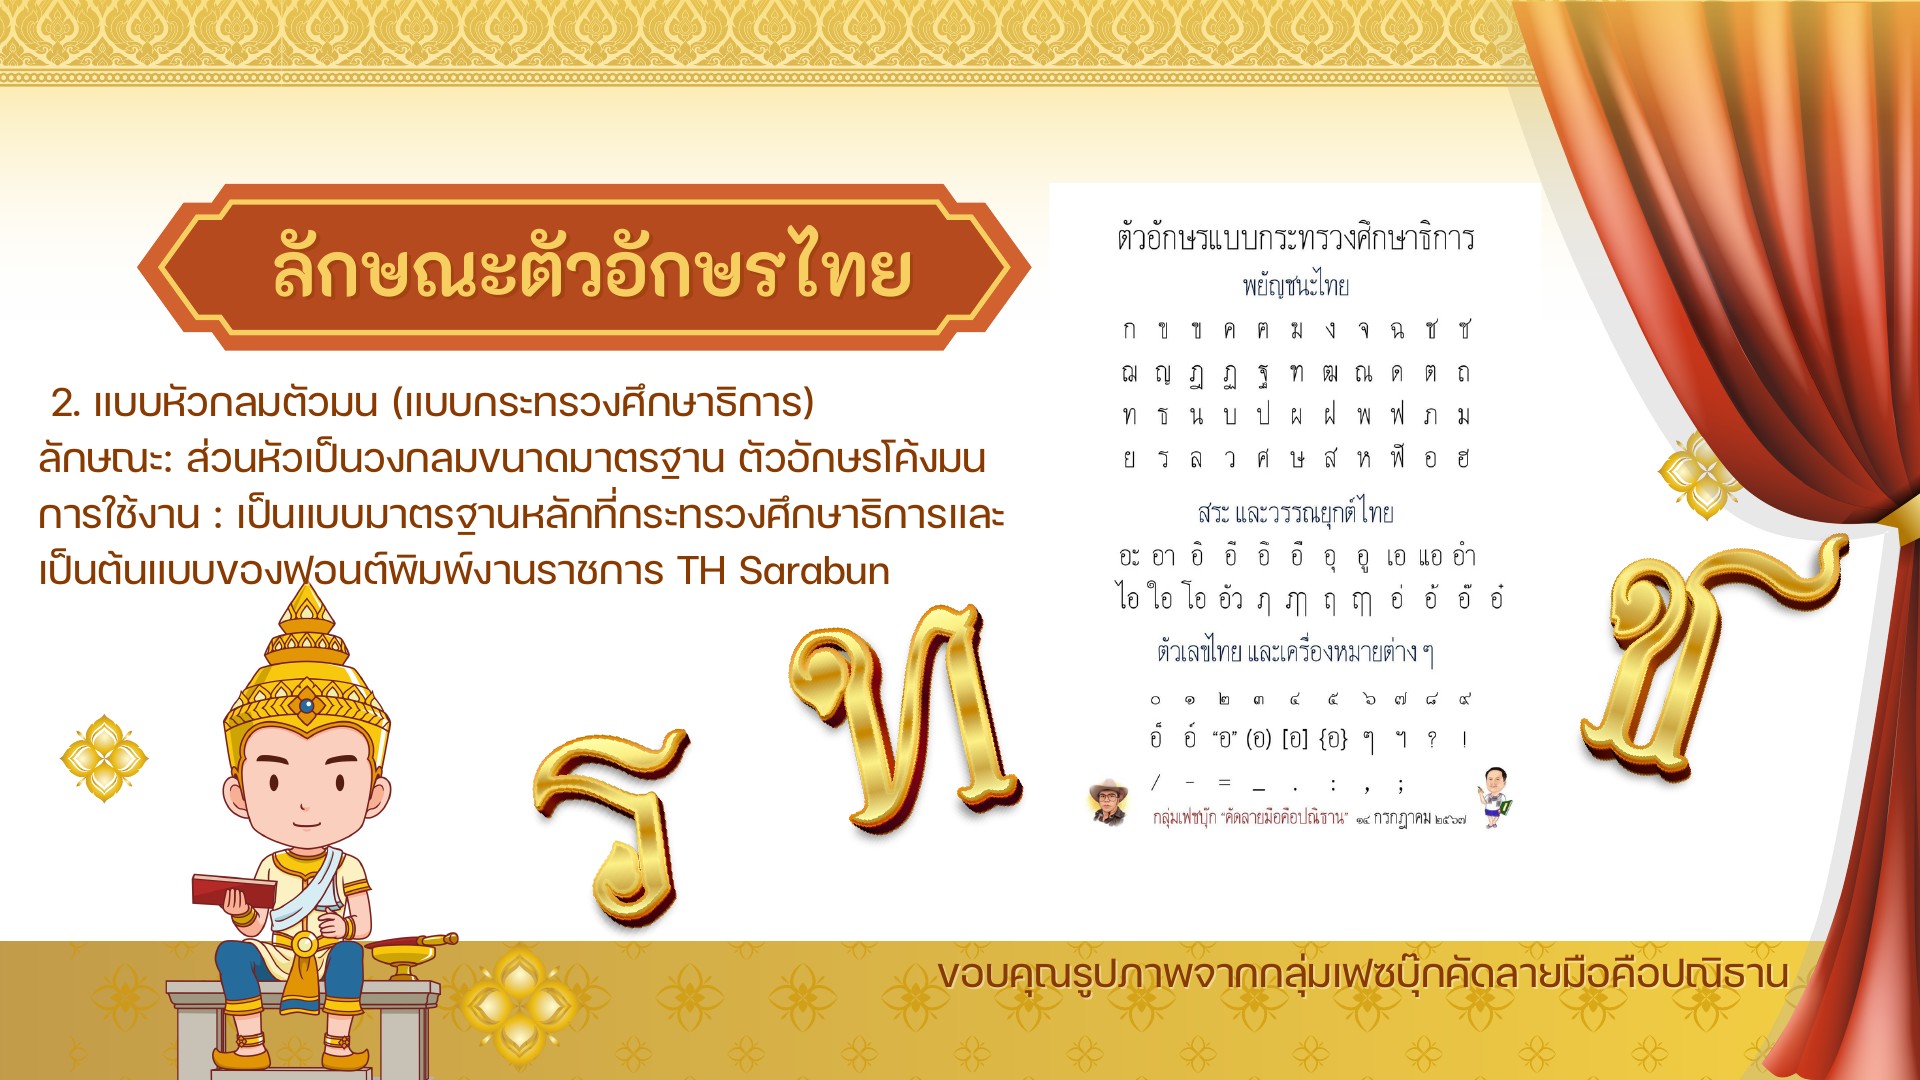 ลักษณะตัวอักษรไทย
2. แบบหัวกลมตัวมน (แบบกระทรวงศึกษาธิการ)
ลักษณะ: ส่วนหัวเป็นวงกลมขนาดมาตรฐาน ตัวอักษรโค้งมน
การใช้งาน : เป็นแบบมาตรฐานหลักที่กระทรวงศึกษาธิการและ
เป็นต้นแบบของฟอนต์พิมพ์งานราชการ TH Sarabun
ตัวอักษรแบบกระทรวงศึกษาธิการ
พยัญชนะไทย
ก ข ฃ ค ฅ ฆ ง จ ฉ ช ซ
ฌ ญ ฎ ฏ ฐ ฑ ฒ ณ ด ต ถ
ท ธ น บ ป ผ ฝ พ ฟ ภ ม
ย ร ล ว ศ ษ ส ห ฬ อ ฮ
สระ และวรรณยุกต์ไทย
อะ อา อิ อี อึ อื อุ อู เอ แอ อำ
ไอ ใอ โอ อัว ฦ ฦๅ ฤ ฤๅ อ่ อ้ อ๊ อ๋
ตัวเลขไทย และเครื่องหมายต่าง ๆ
๐ ๑ ๒ ๓ ๔ ๕ ๖ ๗ ๘ ๙
อ็ อ์ “อ” (อ) [อ] {อ} ๆ ฯ ? !
/ - = _ . : , ;
กลุ่มเฟซบุ๊ก “คัดลายมือคือปณิธาน” ๑๔ กรกฎาคม ๒๕๖๗
ร
ท
ซ
ขอบคุณรูปภาพจากกลุ่มเฟซบุ๊กคัดลายมือคือปณิธาน